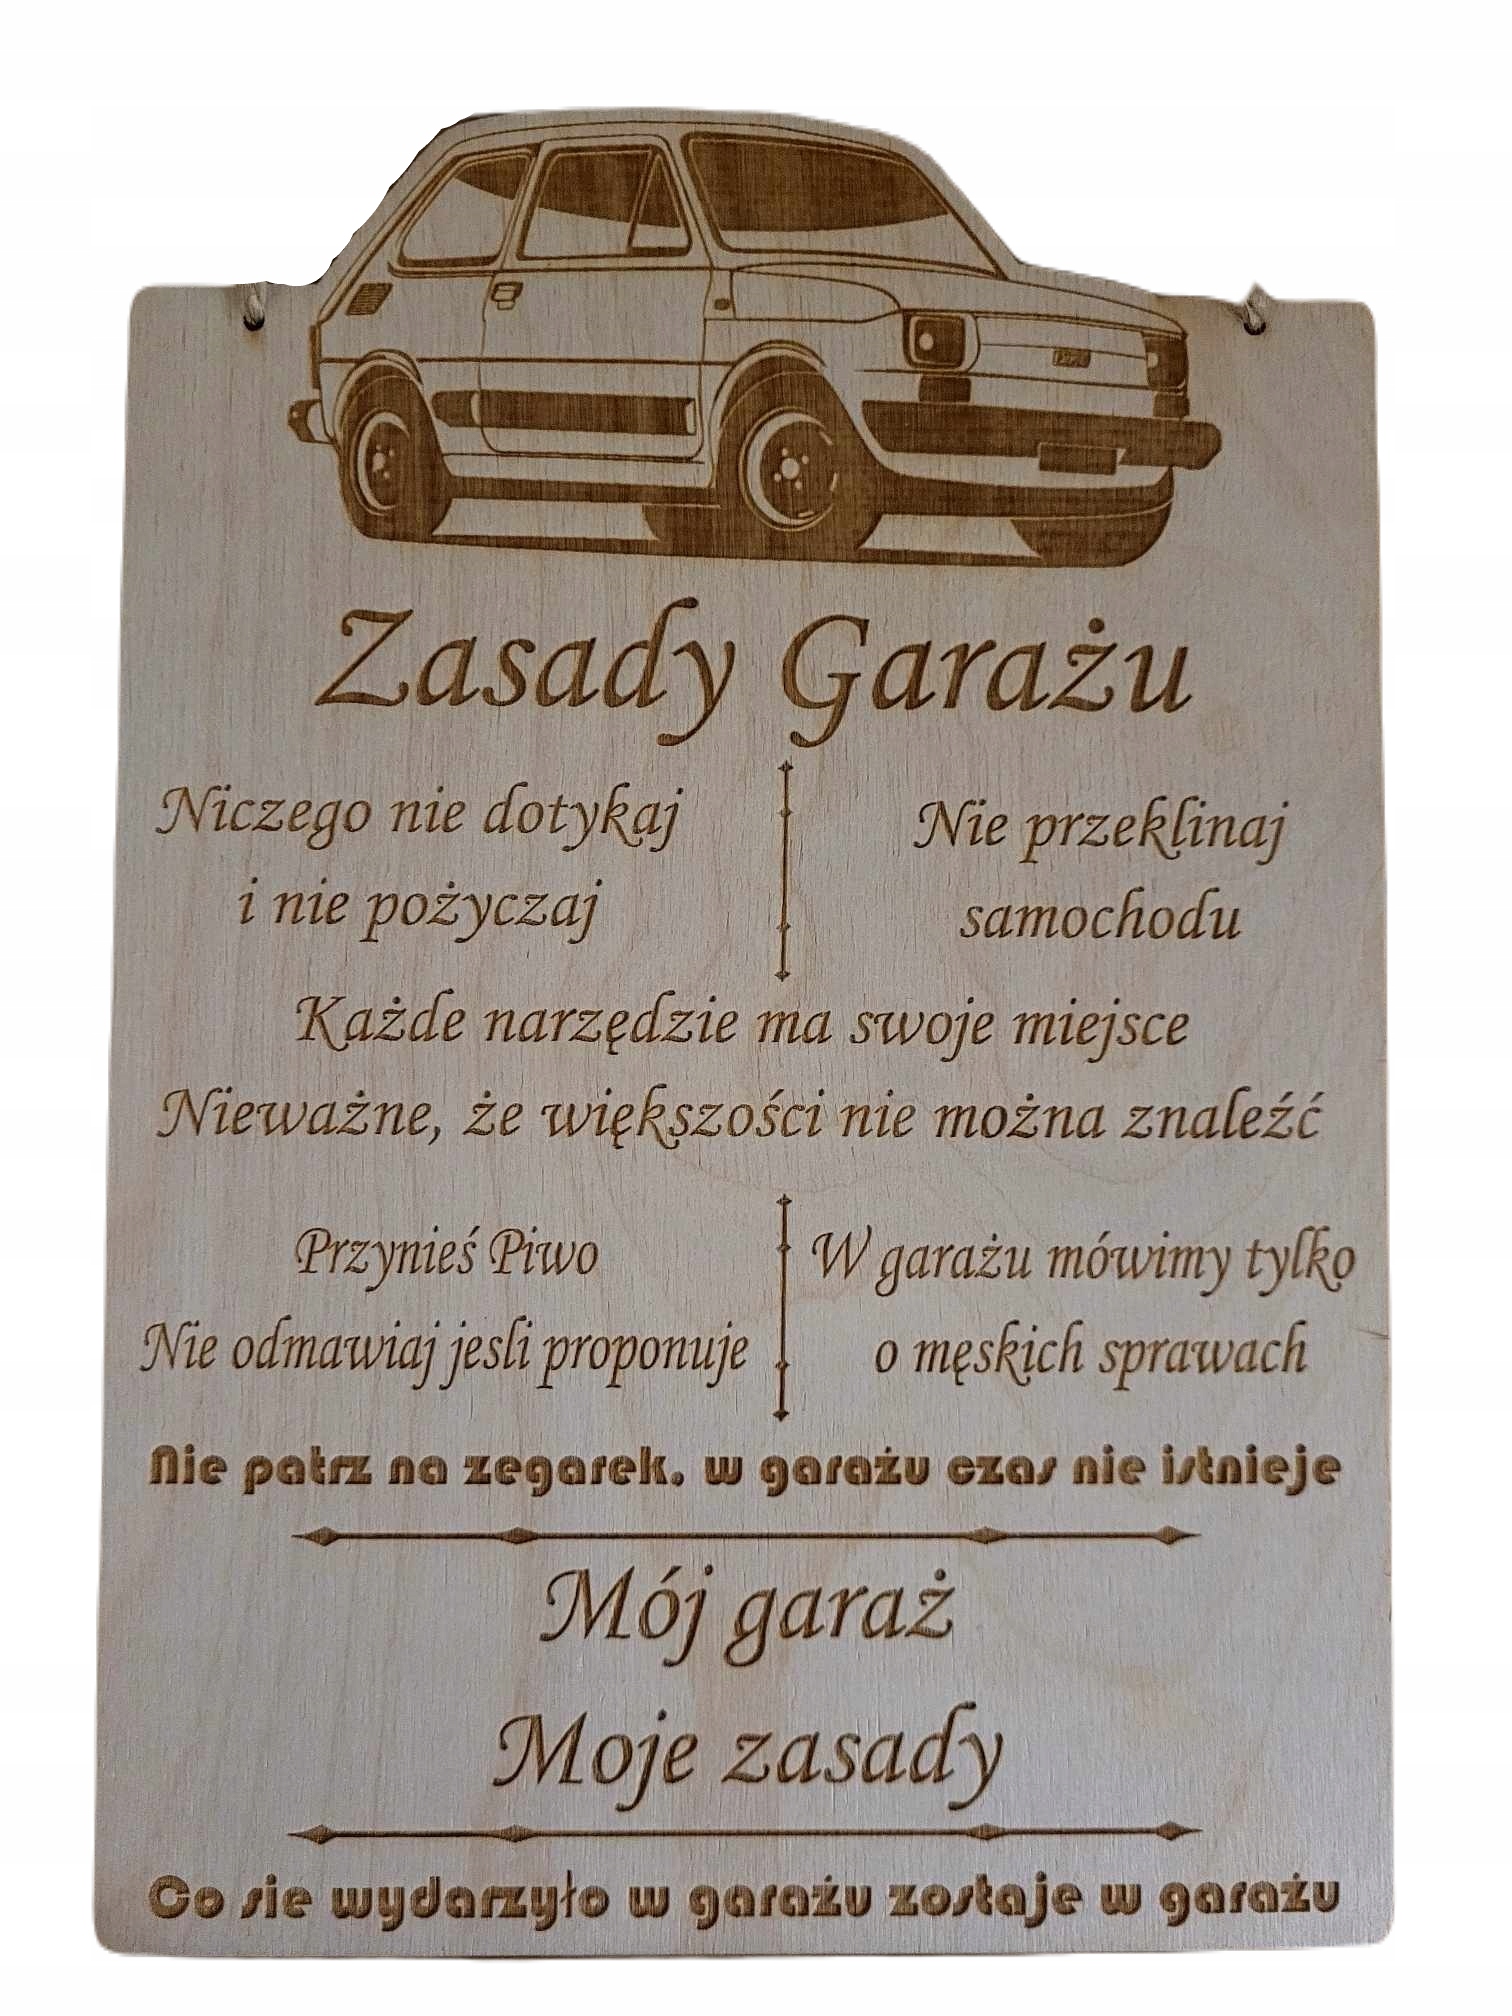 Zasady Garażu
Niczego nie dotykaj
i nie pożyczaj
Nie przeklinaj
samochodu
Każde narzędzie ma swoje miejsce
Nieważne, że większości nie można znaleźć
Przynieś Piwo
Nie odmawiaj jesli proponuje
W garażu mówimy tylko
o męskich sprawach
Nie patrz na zegarek. w garażu czas nie istnieje
Mój garaż
Moje zasady
Co sie wydarzyło w garażu zostaje w garażu